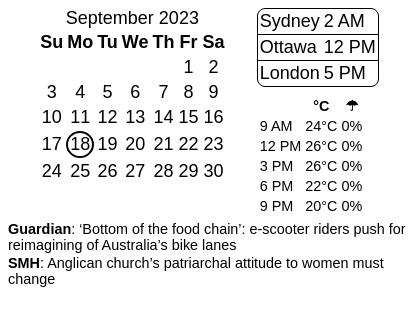 September 2023
Su Mo Tu We Th Fr Sa
1 2
3 4 5 6 7 8 9
10 11 12 13 14 15 16
17 18 19 20 21 22 23
24 25 26 27 28 29 30
Sydney 2 AM
Ottawa 12 PM
London 5 PM
°C ☂
9 AM 24°C 0%
12 PM 26°C 0%
3 PM 26°C 0%
6 PM 22°C 0%
9 PM 20°C 0%
Guardian: ‘Bottom of the food chain’: e-scooter riders push for
reimagining of Australia’s bike lanes
SMH: Anglican church’s patriarchal attitude to women must
change